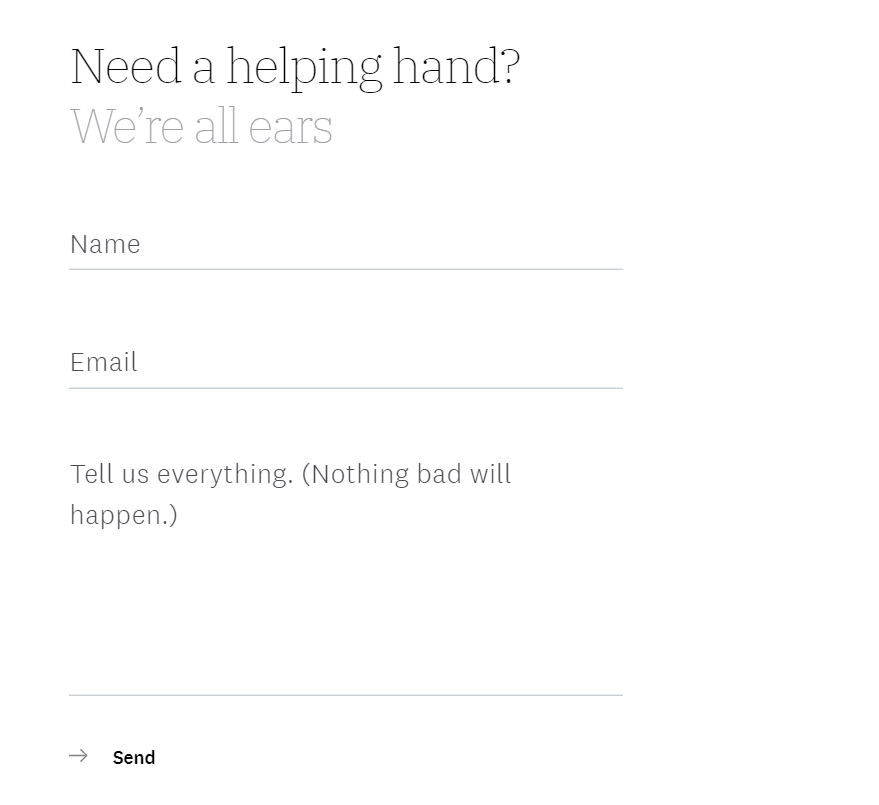 Need a helping hand?
We’re all ears
Name
Email
Tell us everything. (Nothing bad will
happen.)
Send